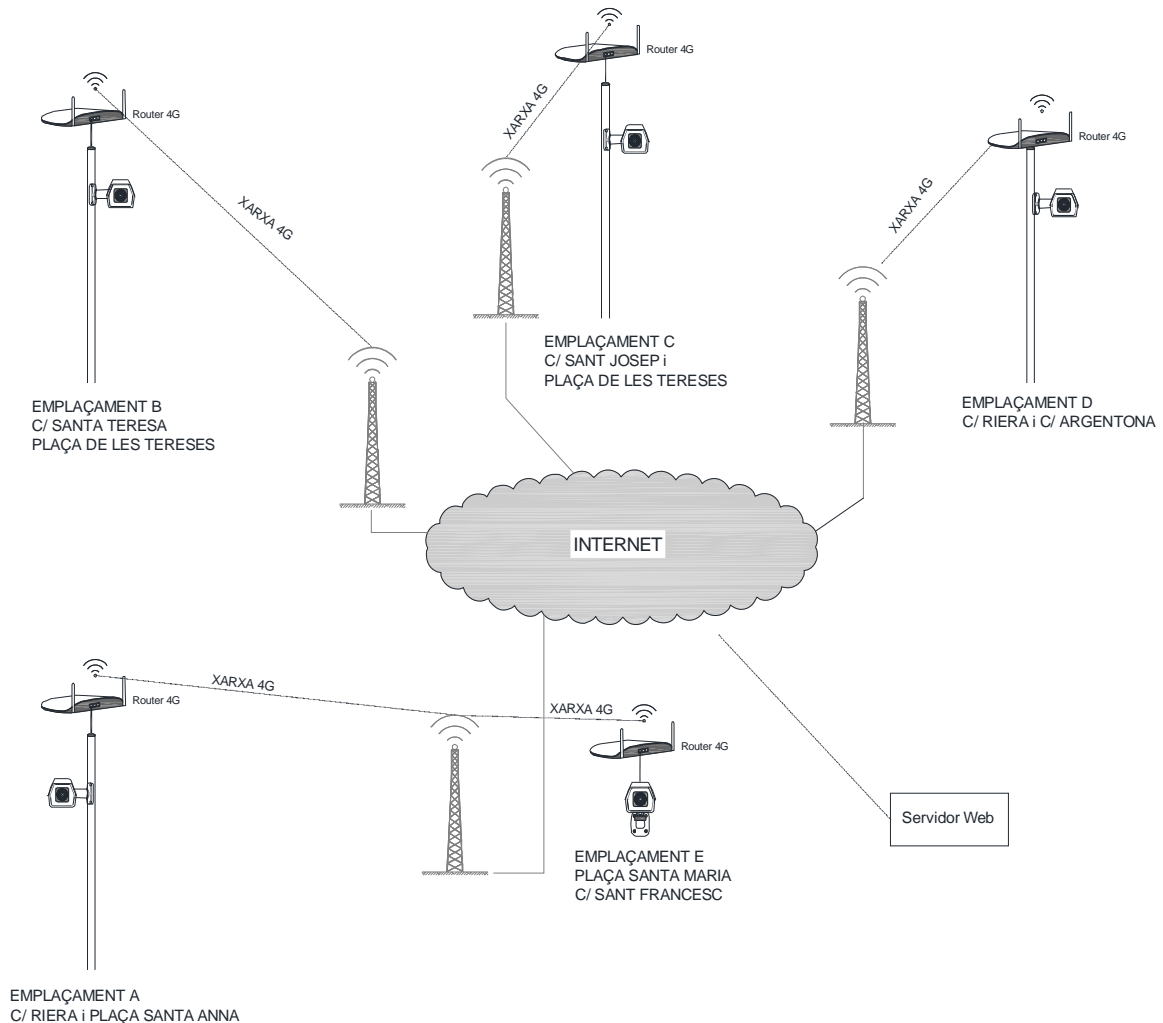 Router 4G
XARXA 4G
Router 4G
XARXA 4G
Router 4G
XARXA 4G
EMPLAÇAMENT C
C/ SANT JOSEP i
PLAÇA DE LES TERESES
EMPLAÇAMENT B
C/ SANTA TERESA
PLAÇA DE LES TERESES
EMPLAÇAMENT D
C/ RIERA i C/ ARGENTONA
INTERNET
Router 4G
XARXA 4G
XARXA 4G
Router 4G
Servidor Web
EMPLAÇAMENT E
PLAÇA SANTA MARIA
C/ SANT FRANCESC
EMPLAÇAMENT A
C/ RIERA i PLAÇA SANTA ANNA